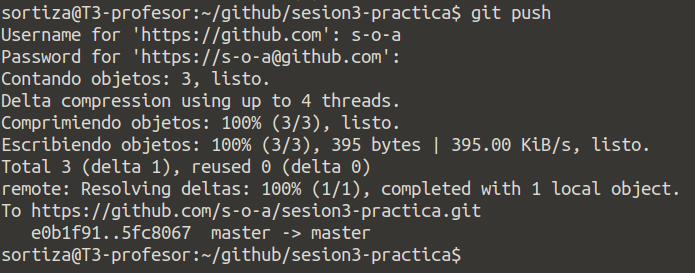 sortiza@T3-profesor:~/github/sesion3-practica$ git push
Username for 'https://github.com': s-o-a
Password for 'https://s-o-a@github.com':
Contando objetos: 3, listo.
Delta compression using up to 4 threads.
Comprimiendo objetos: 100% (3/3), listo.
Escribiendo objetos: 100% (3/3), 395 bytes | 395.00 KiB/s, listo.
Total 3 (delta 1), reused 0 (delta 0)
remote: Resolving deltas: 100% (1/1), completed with 1 local object.
To https://github.com/s-o-a/sesion3-practica.git
   e0b1f91..5fc8067  master -> master
sortiza@T3-profesor:~/github/sesion3-practica$